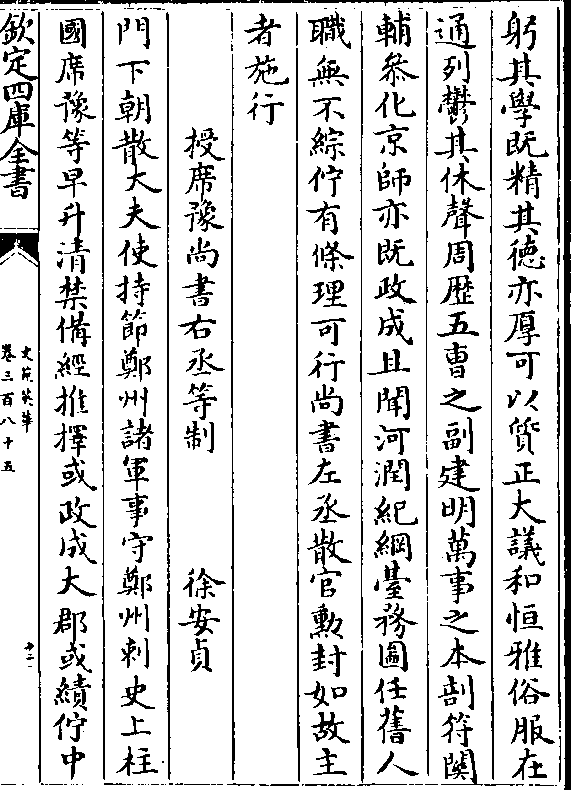 躬其學既精其徳亦厚可以質正大議和恒雅俗服在
通列鬱其休聲周歴五曹之副建明萬事之本剖符闗
輔叅化京師亦既政成且聞河潤紀綱臺務圖任舊人
職無不綜佇有條理可行尚書左丞散官勲封如故主
者施行
授席豫尚書右丞等制 徐安貞
門下朝散大夫使持節鄭州諸軍事守鄭州刺史上柱
國席豫等早升清禁備經推擇或政成大郡或績佇中
欽定四庫全書
文苑英華
卷三百八十五
十二